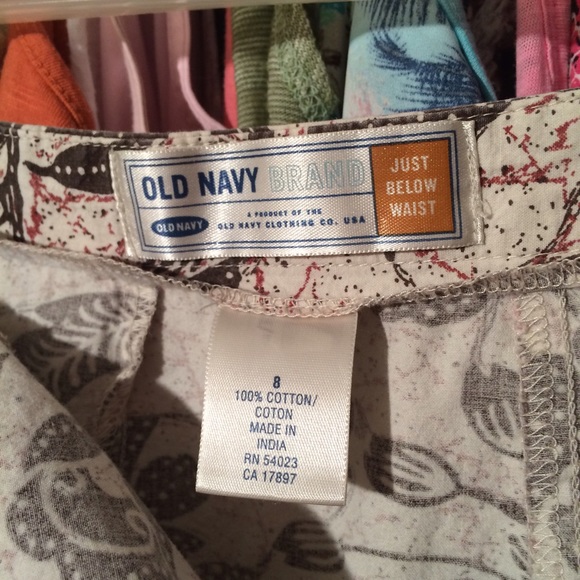 OLD NAVY BRAND
A PRODUCT OF THE
OLD NAVY OLD NAVY CLOTHING CO. USA
JUST
BELOW
WAIST
8
100% COTTON/
COTON
MADE IN
INDIA
RN 54023
CA 17897